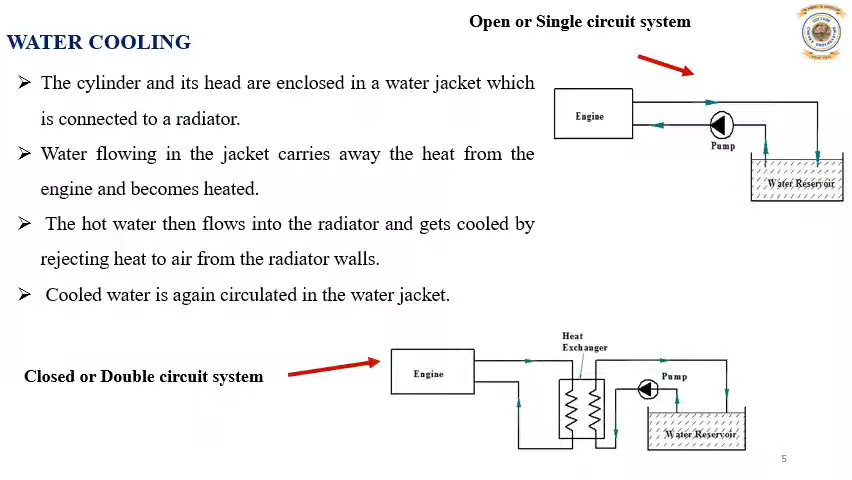 Open or Single circuit system
WATER COOLING
➢ The cylinder and its head are enclosed in a water jacket which
is connected to a radiator.
➢ Water flowing in the jacket carries away the heat from the
engine and becomes heated.
➢ The hot water then flows into the radiator and gets cooled by
rejecting heat to air from the radiator walls.
➢ Cooled water is again circulated in the water jacket.
Engine
Pump
Water Reservoir
Closed or Double circuit system
Engine
Heat
Exchanger
Pump
Water Reservoir
5